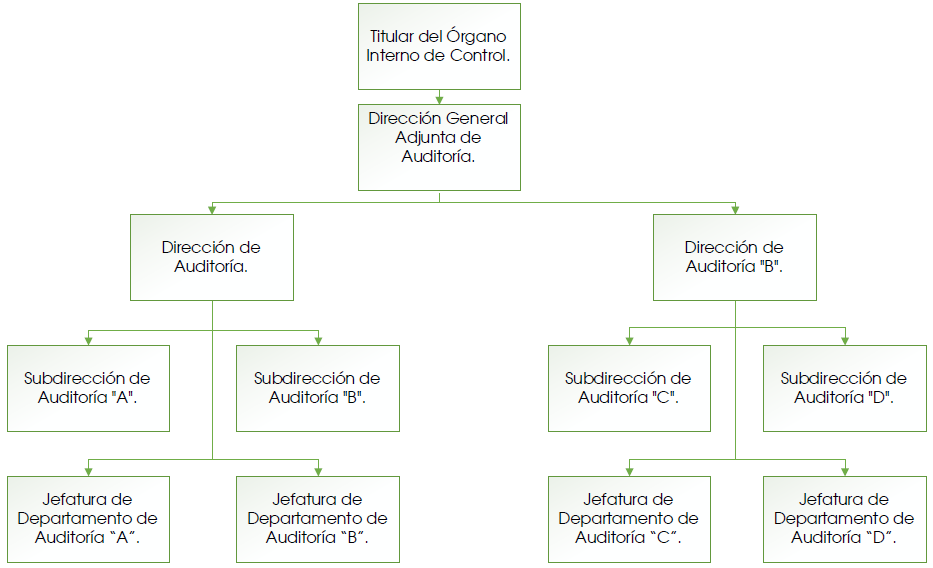 Titular del Órgano
Interno de Control.
Dirección General
Adjunta de
Auditoría.
Dirección de
Auditoría.
Dirección de
Auditoría "B".
Subdirección de
Auditoría "A".
Subdirección de
Auditoría "B".
Subdirección de
Auditoría "C".
Subdirección de
Auditoría "D".
Jefatura de
Departamento de
Auditoría “A”.
Jefatura de
Departamento de
Auditoría “B”.
Jefatura de
Departamento de
Auditoría “C”.
Jefatura de
Departamento de
Auditoría “D”.